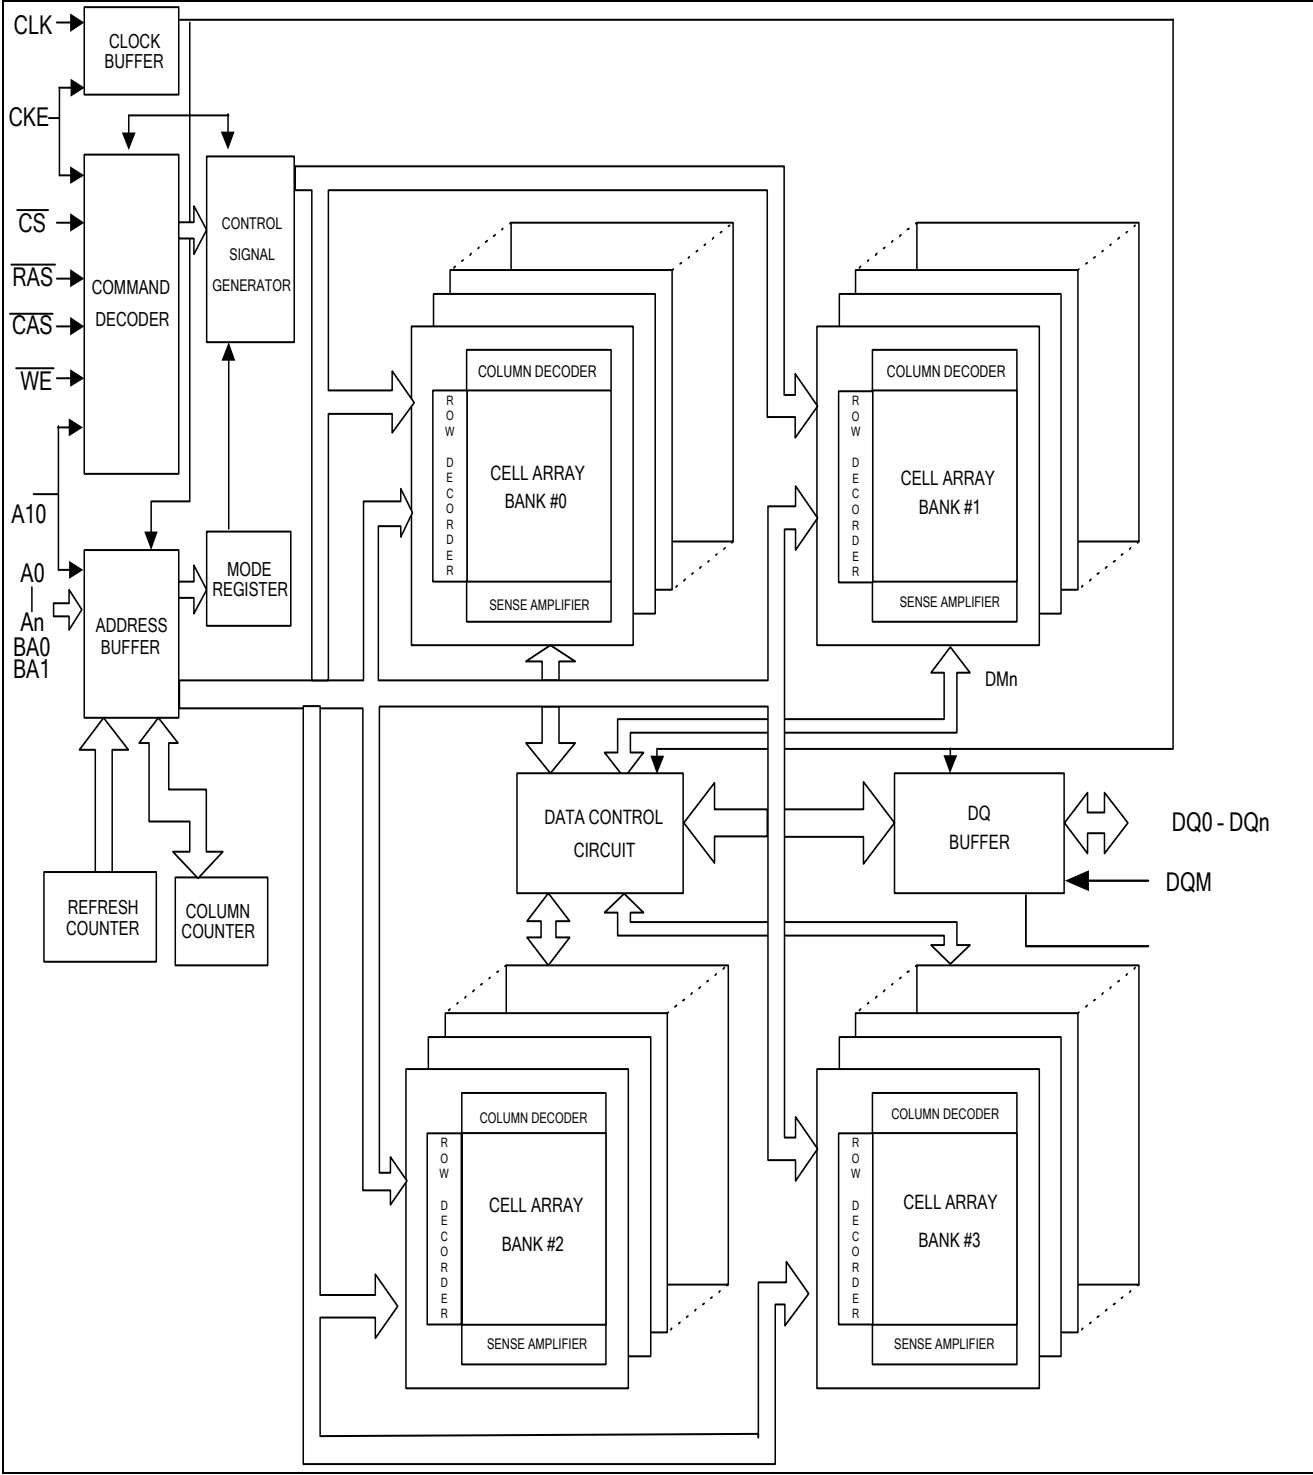 CLK
CLOCK
BUFFER
CKE
CS
RAS
CAS
WE
A10
COMMAND
DECODER
CONTROL
SIGNAL
GENERATOR
A0
An
BA0
BA1
ADDRESS
BUFFER
MODE
REGISTER
REFRESH
COUNTER
COLUMN
COUNTER
COLUMN DECODER
ROW DECORDER
CELL ARRAY
BANK #0
SENSE AMPLIFIER
COLUMN DECODER
ROW DECORDER
CELL ARRAY
BANK #1
SENSE AMPLIFIER
DMn
DATA CONTROL
CIRCUIT
DQ
BUFFER
DQ0 - DQn
DQM
COLUMN DECODER
ROW DECORDER
CELL ARRAY
BANK #2
SENSE AMPLIFIER
COLUMN DECODER
ROW DECORDER
CELL ARRAY
BANK #3
SENSE AMPLIFIER